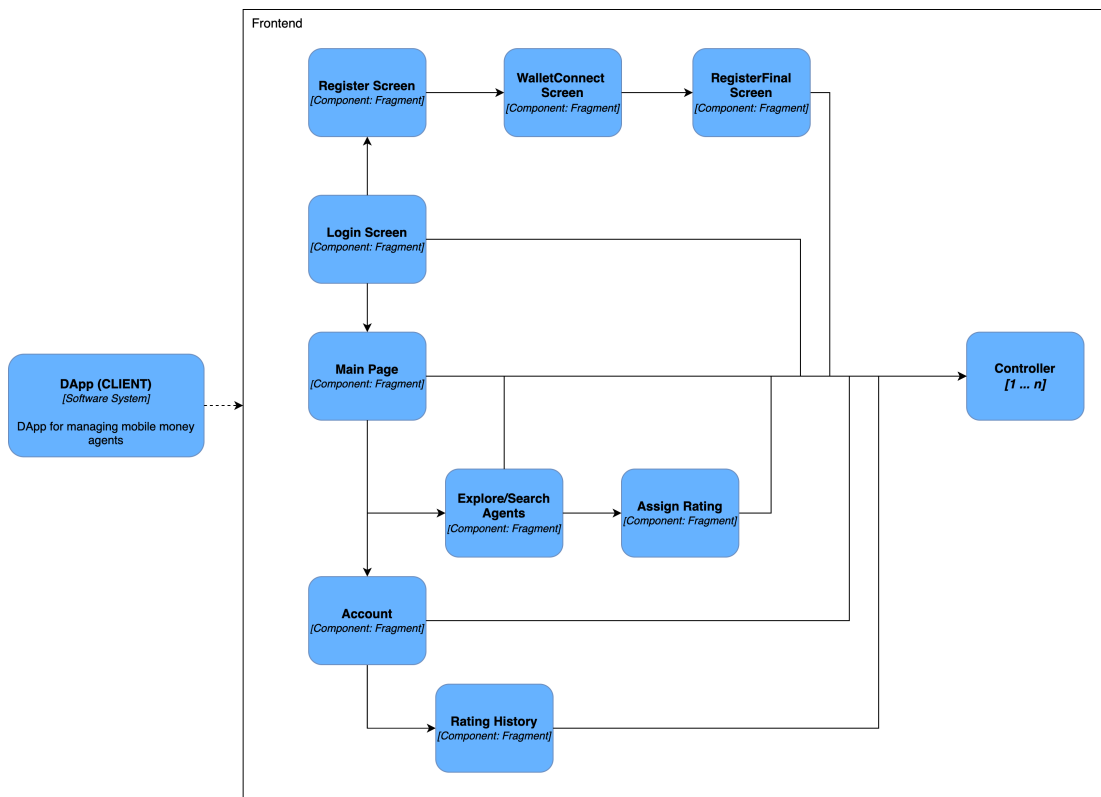 Frontend
Register Screen
[Component: Fragment]
WalletConnect
Screen
[Component: Fragment]
RegisterFinal
Screen
[Component: Fragment]
Login Screen
[Component: Fragment]
Main Page
[Component: Fragment]
Controller
[1 ... n]
DApp (CLIENT)
[Software System]
DApp for managing mobile money
agents
Explore/Search
Agents
[Component: Fragment]
Assign Rating
[Component: Fragment]
Account
[Component: Fragment]
Rating History
[Component: Fragment]